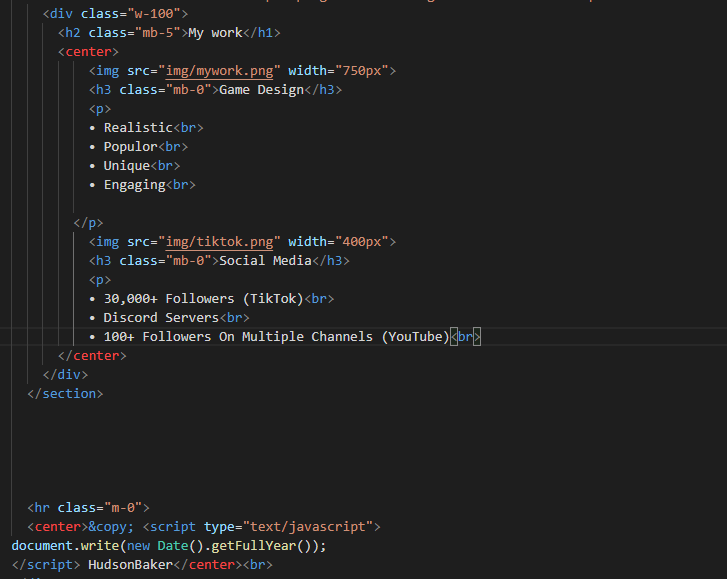 <div class="w-100">
<h2 class="mb-5">My work</h1>
<center>
<img src="img/mywork.png" width="750px">
<h3 class="mb-0">Game Design</h3>
<p>
• Realistic<br>
• Populor<br>
• Unique<br>
• Engaging<br>
</p>
<img src="img/tiktok.png" width="400px">
<h3 class="mb-0">Social Media</h3>
<p>
• 30,000+ Followers (TikTok)<br>
• Discord Servers<br>
• 100+ Followers On Multiple Channels (YouTube)<br>
</center>
</div>
</section>
<hr class="m-0">
<center>&copy; <script type="text/javascript">
document.write(new Date().getFullYear());
</script> HudsonBaker</center><br>